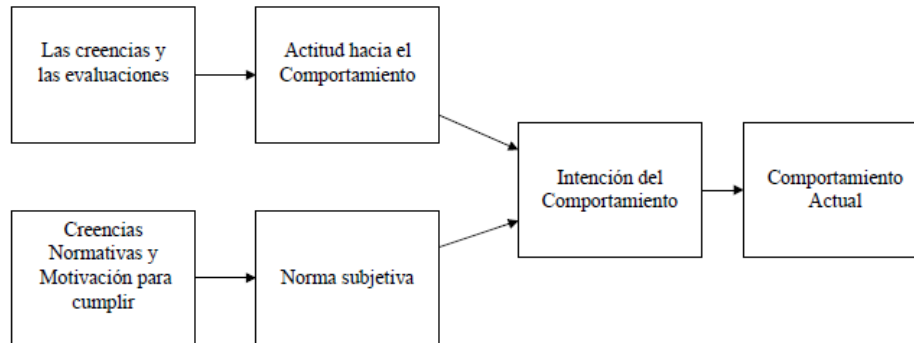 Las creencias y
las evaluaciones
Actitud hacia el
Comportamiento
Intención del
Comportamiento
Comportamiento
Actual
Creencias
Normativas y
Motivación para
cumplir
Norma subjetiva